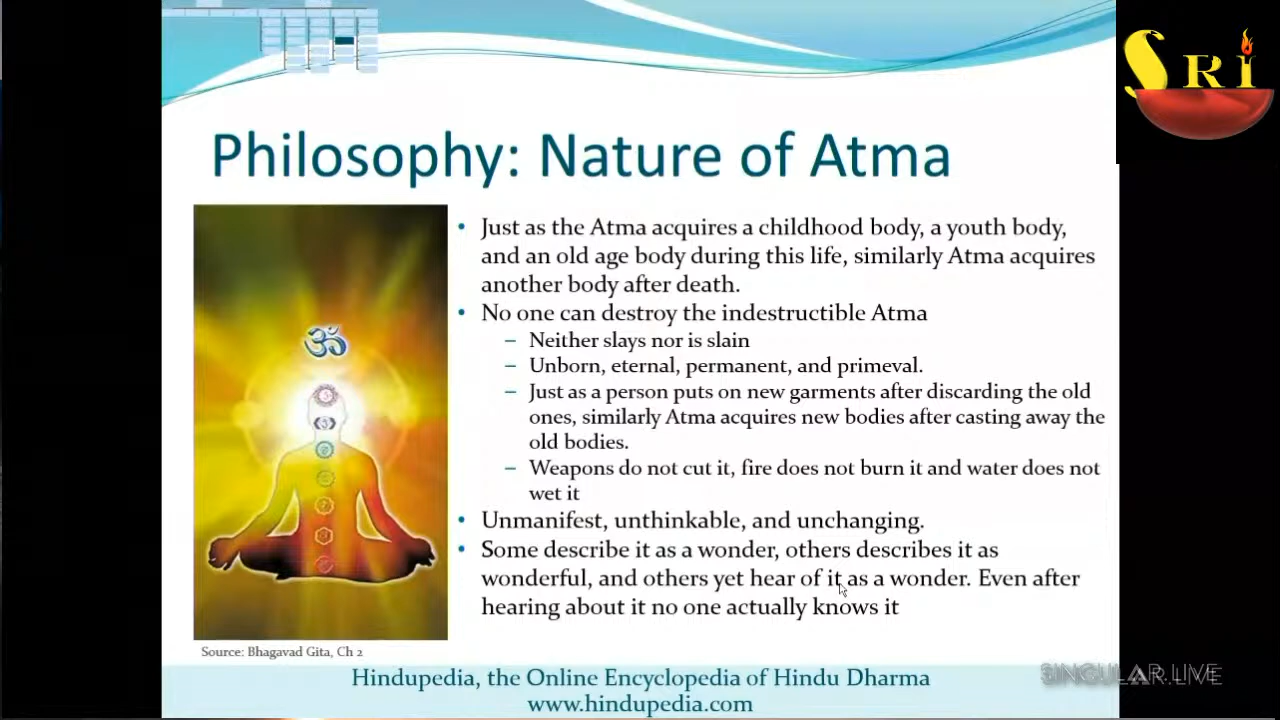 SRi
Philosophy: Nature of Atma
• Just as the Atma acquires a childhood body, a youth body,
and an old age body during this life, similarly Atma acquires
another body after death.
• No one can destroy the indestructible Atma
– Neither slays nor is slain
– Unborn, eternal, permanent, and primeval.
– Just as a person puts on new garments after discarding the old
ones, similarly Atma acquires new bodies after casting away the
old bodies.
– Weapons do not cut it, fire does not burn it and water does not
wet it
• Unmanifest, unthinkable, and unchanging.
• Some describe it as a wonder, others describes it as
wonderful, and others yet hear of it as a wonder. Even after
hearing about it no one actually knows it
ॐ
Source: Bhagavad Gita, Ch 2
Hindupedia, the Online Encyclopedia of Hindu Dharma
www.hindupedia.com
SINGULAR.LIVE